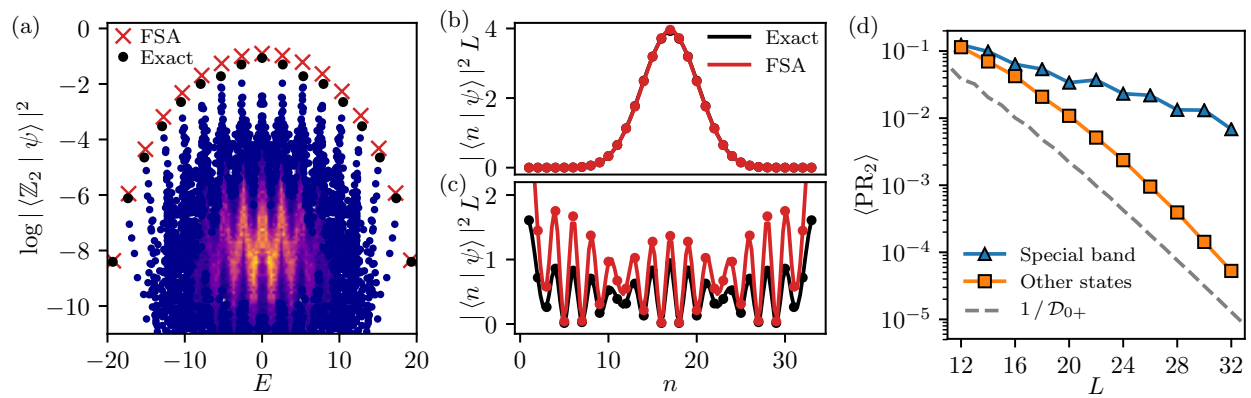 (a)
0
−2
−4
−6
−8
−10
log | ⟨ℤ₂ | ψ⟩ |²
FSA
Exact
−20
−10
0
10
20
E
(b)
4
2
0
| ⟨n | ψ⟩ |² L
Exact
FSA
(c)
2
1
0
| ⟨n | ψ⟩ |² L
0
10
20
30
n
(d)
10⁻¹
10⁻²
10⁻³
10⁻⁴
10⁻⁵
⟨PR₂⟩
Special band
Other states
1/𝒟₀₊
12
16
20
24
28
32
L